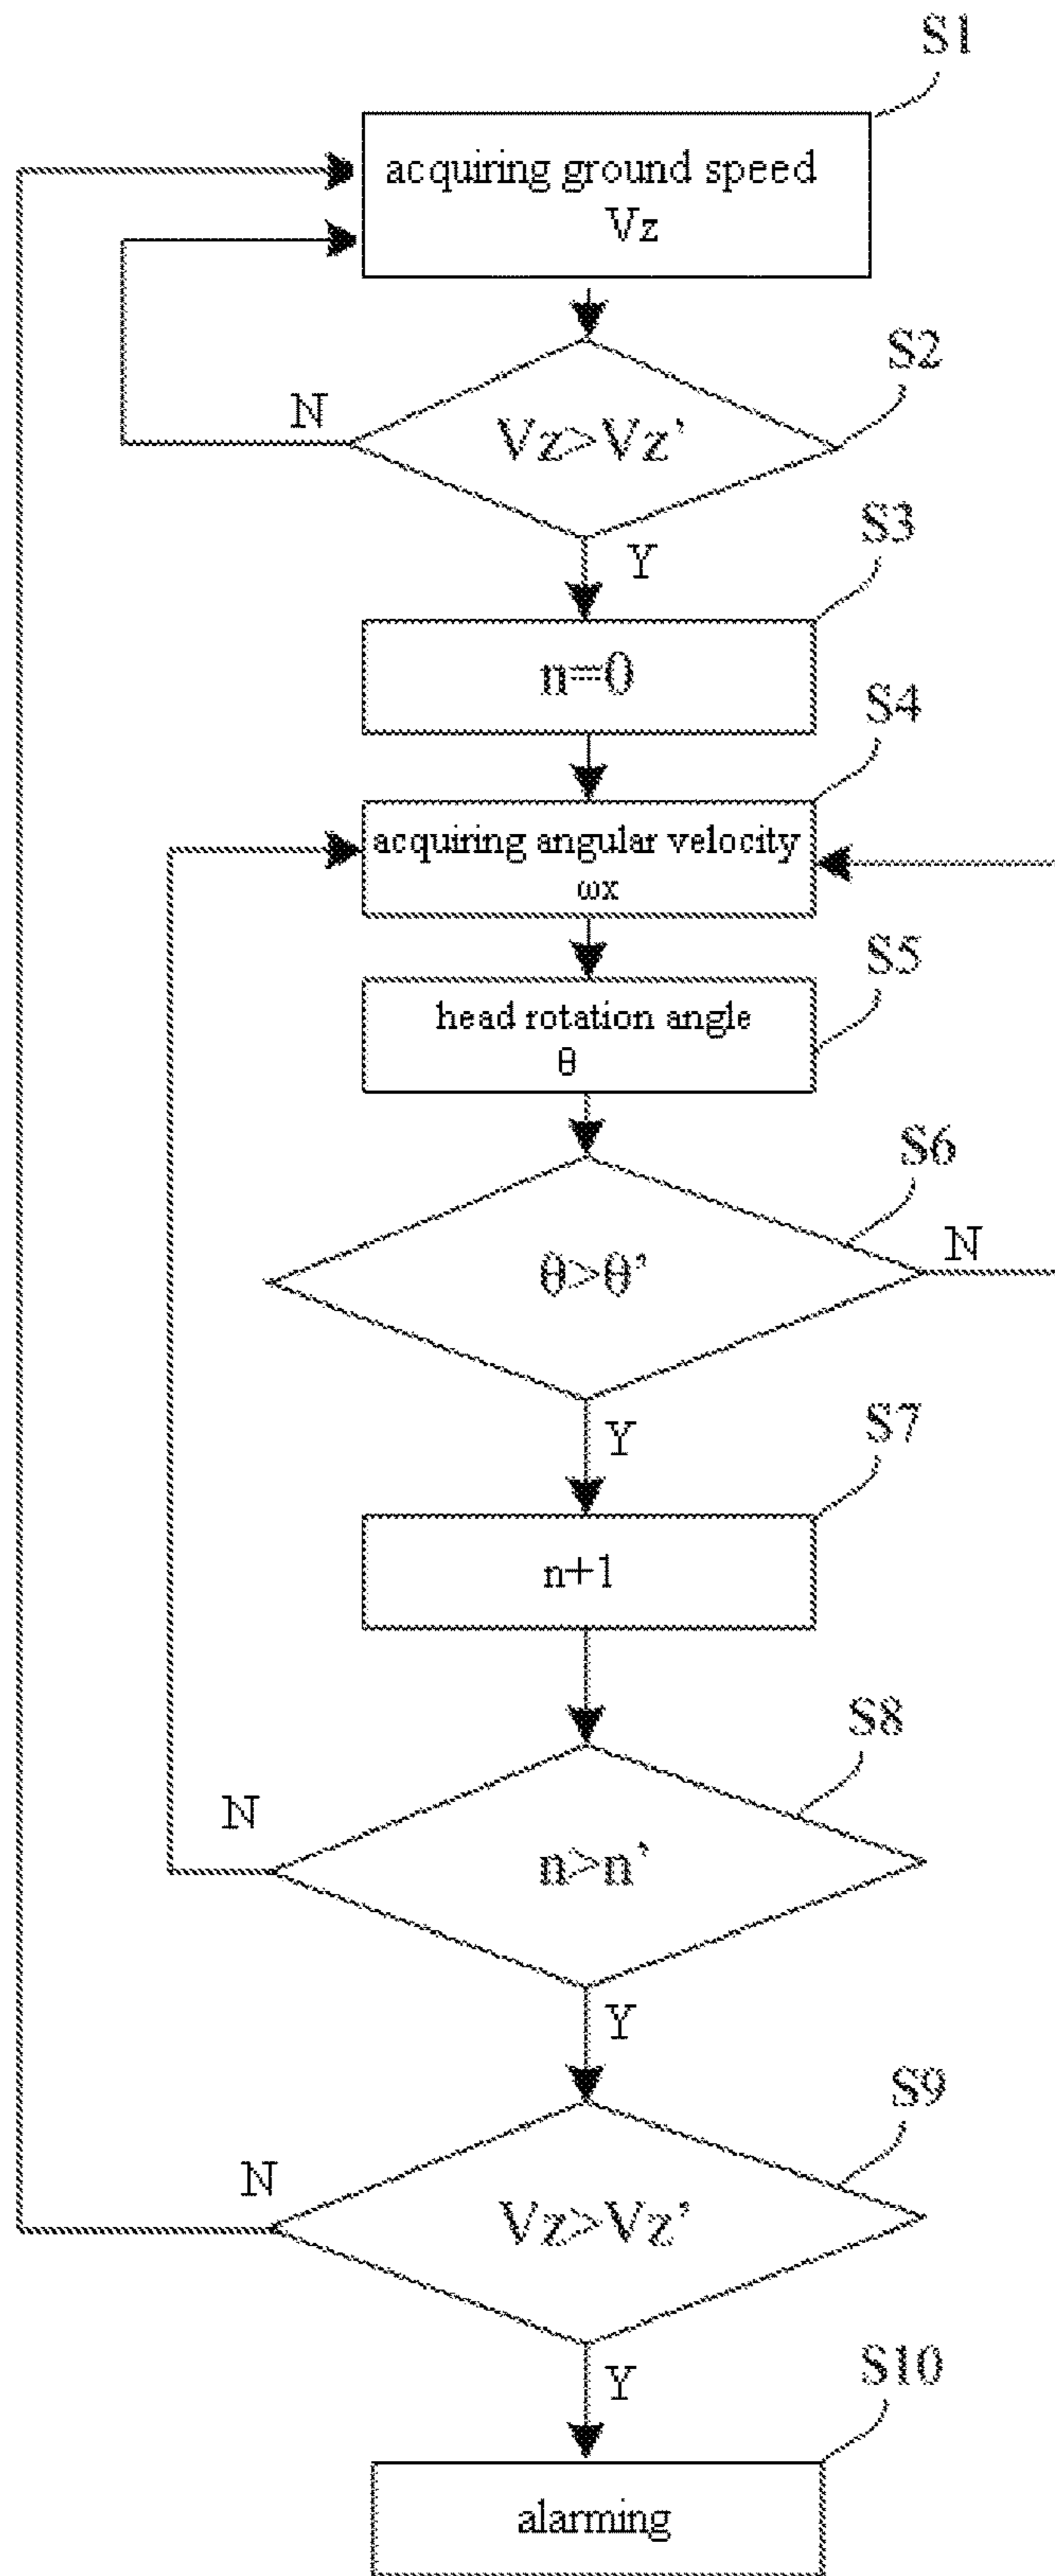 S1
acquiring ground speed
Vz
S2
N
Vz>Vz'
Y
S3
n=0
S4
acquiring angular velocity
ωx
S5
head rotation angle
θ
S6
N
θ>θ'
Y
S7
n+1
S8
N
n>n'
Y
S9
N
Vz>Vz'
Y
S10
alarming